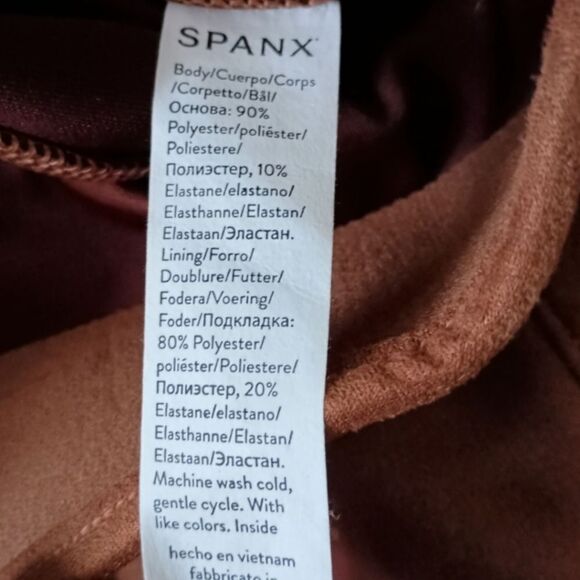 SPANX
Body/Cuerpo/Corps
/Corpetto/Bål/
Основа: 90%
Polyester/poliéster/
Poliestere/
Полиэстер, 10%
Elastane/elastano/
Elasthanne/Elastan/
Elastaan/Эластан.
Lining/Forro/
Doublure/Futter/
Fodera/Voering/
Foder/Подкладка:
80% Polyester/
poliéster/Poliestere/
Полиэстер, 20%
Elastane/elastano/
Elasthanne/Elastan/
Elastaan/Эластан.
Machine wash cold,
gentle cycle. With
like colors. Inside
hecho en vietnam
fabbricato in